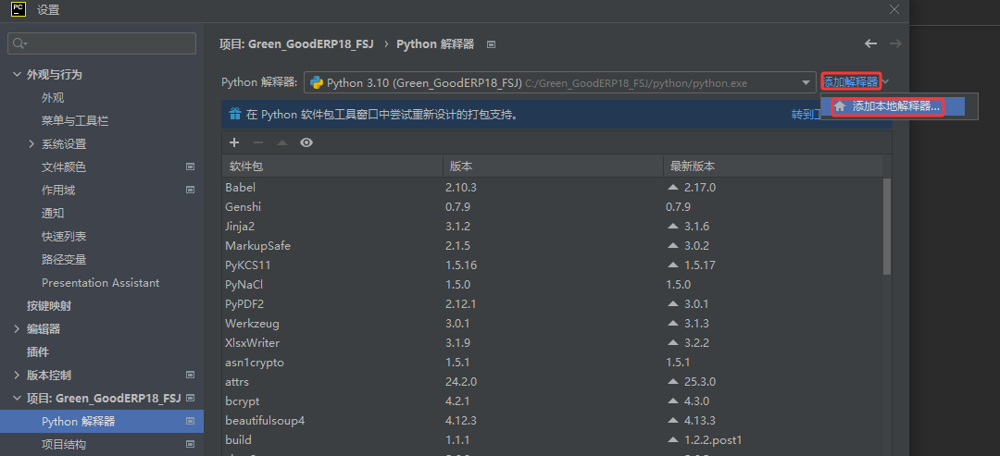 PC 设置
项目: Green_GoodERP18_FSJ › Python 解释器
Python 解释器: Python 3.10 (Green_GoodERP18_FSJ) C:/Green_GoodERP18_FSJ/python/python.exe 添加解释器
添加本地解释器...
在 Python 软件包工具窗口中尝试重新设计的打包支持。 转到
外观与行为
外观
菜单与工具栏
系统设置
文件颜色
作用域
通知
快速列表
路径变量
Presentation Assistant
按键映射
编辑器
插件
版本控制
项目: Green_GoodERP18_FSJ
Python 解释器
项目结构
软件包 版本 最新版本
Babel 2.10.3 2.17.0
Genshi 0.7.9 0.7.9
Jinja2 3.1.2 3.1.6
MarkupSafe 2.1.5 3.0.2
PyKCS11 1.5.16 1.5.17
PyNaCl 1.5.0 1.5.0
PyPDF2 2.12.1 3.0.1
Werkzeug 3.0.1 3.1.3
XlsxWriter 3.1.9 3.2.2
asn1crypto 1.5.1 1.5.1
attrs 24.2.0 25.3.0
bcrypt 4.2.1 4.3.0
beautifulsoup4 4.12.3 4.13.3
build 1.1.1 1.2.2.post1